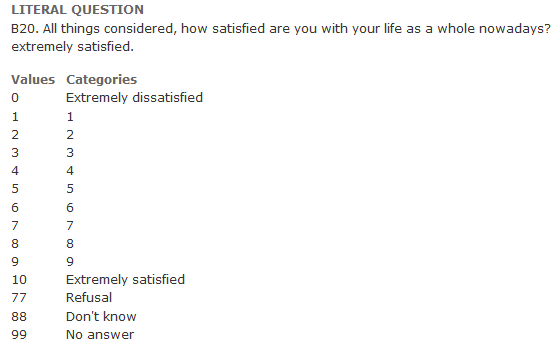 LITERAL QUESTION
B20. All things considered, how satisfied are you with your life as a whole nowadays?
extremely satisfied.
Values Categories
0 Extremely dissatisfied
1 1
2 2
3 3
4 4
5 5
6 6
7 7
8 8
9 9
10 Extremely satisfied
77 Refusal
88 Don't know
99 No answer